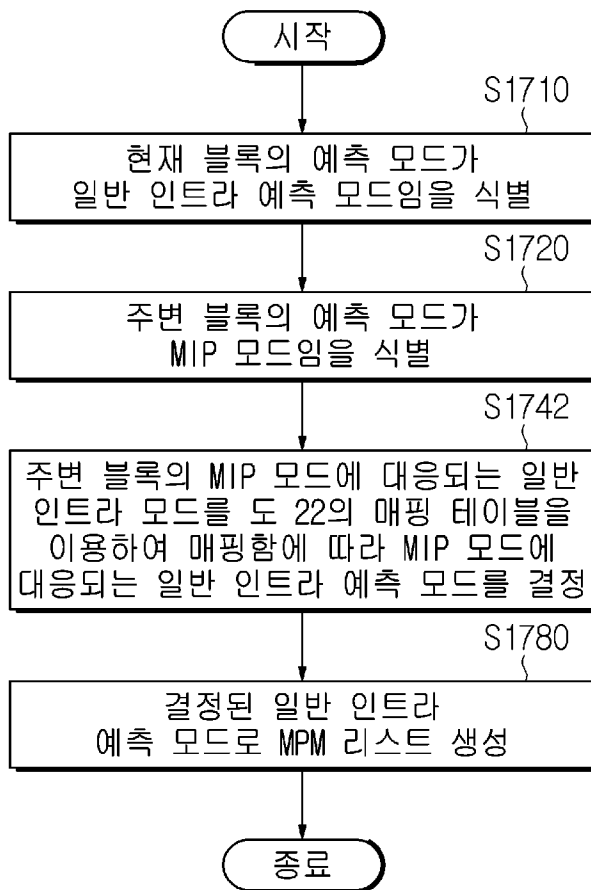 시작
S1710
현재 블록의 예측 모드가
일반 인트라 예측 모드임을 식별
S1720
주변 블록의 예측 모드가
MIP 모드임을 식별
S1742
주변 블록의 MIP 모드에 대응되는 일반
인트라 모드를 도 22의 매핑 테이블을
이용하여 매핑함에 따라 MIP 모드에
대응되는 일반 인트라 예측 모드를 결정
S1780
결정된 일반 인트라
예측 모드로 MPM 리스트 생성
종료